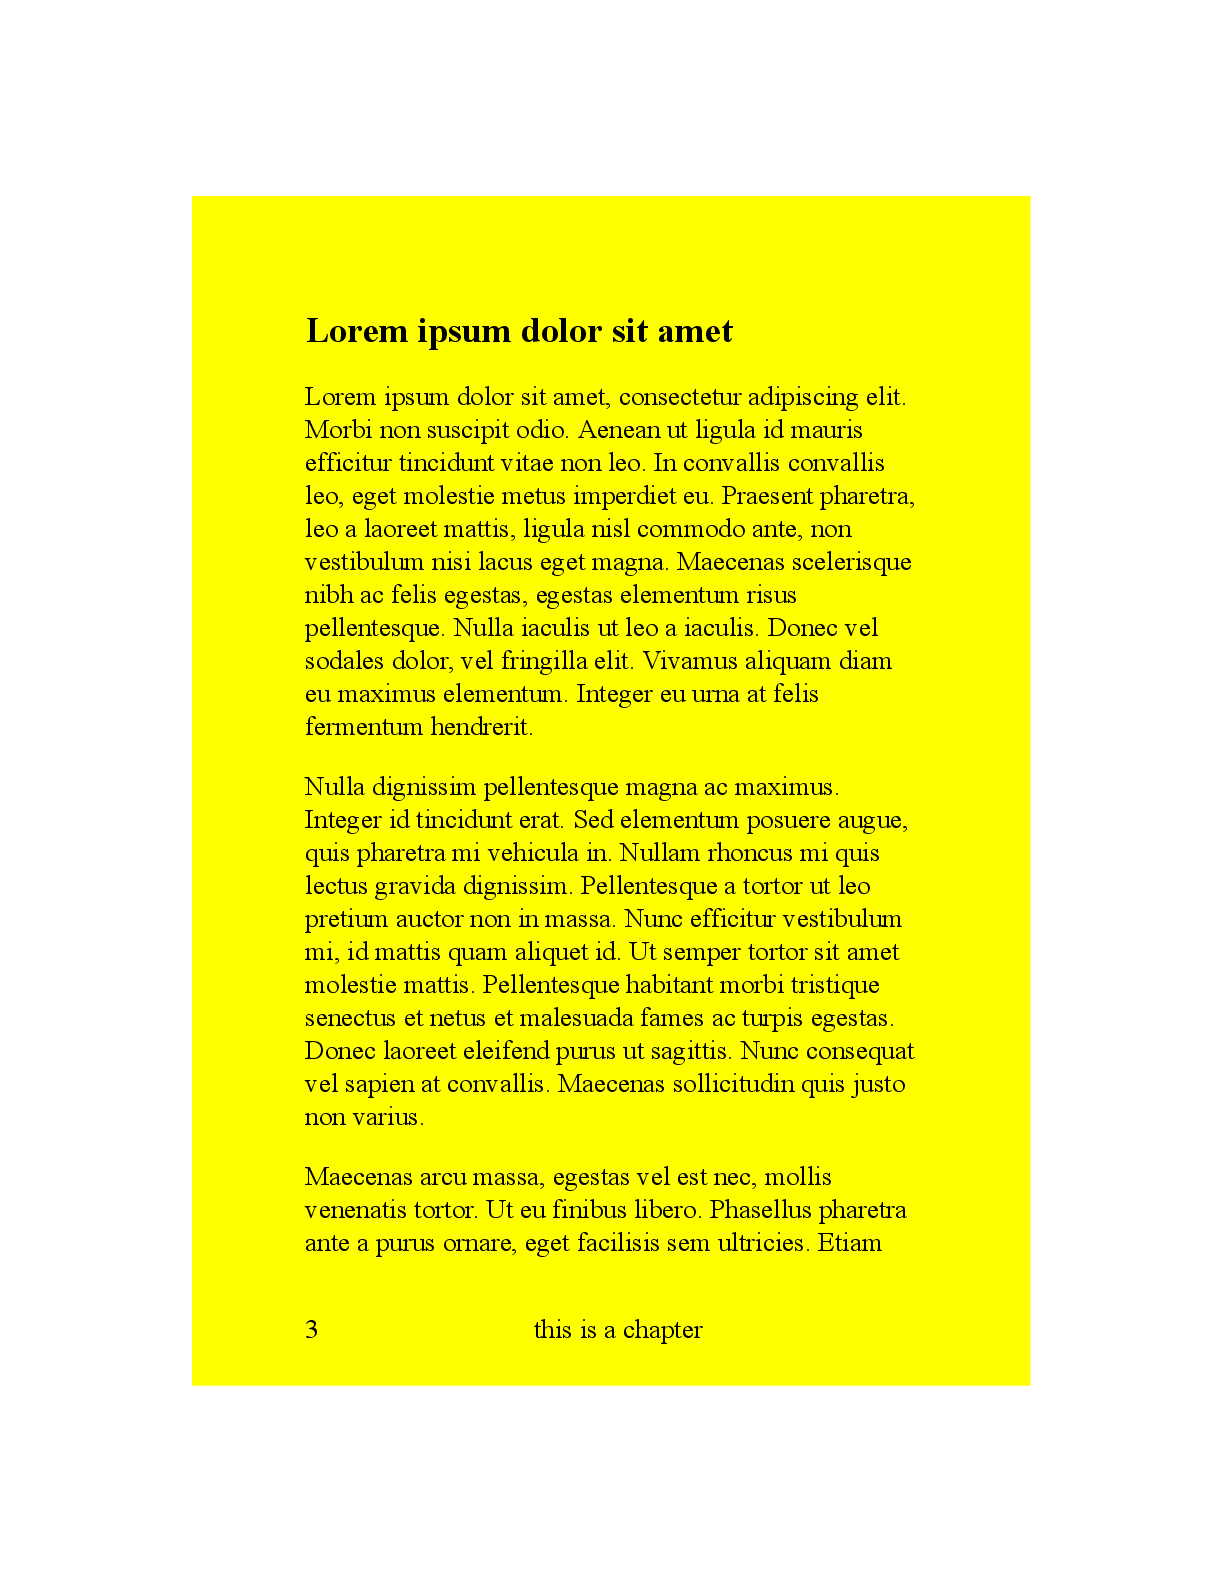 Lorem ipsum dolor sit amet
Lorem ipsum dolor sit amet, consectetur adipiscing elit.
Morbi non suscipit odio. Aenean ut ligula id mauris
efficitur tincidunt vitae non leo. In convallis convallis
leo, eget molestie metus imperdiet eu. Praesent pharetra,
leo a laoreet mattis, ligula nisl commodo ante, non
vestibulum nisi lacus eget magna. Maecenas scelerisque
nibh ac felis egestas, egestas elementum risus
pellentesque. Nulla iaculis ut leo a iaculis. Donec vel
sodales dolor, vel fringilla elit. Vivamus aliquam diam
eu maximus elementum. Integer eu urna at felis
fermentum hendrerit.
Nulla dignissim pellentesque magna ac maximus.
Integer id tincidunt erat. Sed elementum posuere augue,
quis pharetra mi vehicula in. Nullam rhoncus mi quis
lectus gravida dignissim. Pellentesque a tortor ut leo
pretium auctor non in massa. Nunc efficitur vestibulum
mi, id mattis quam aliquet id. Ut semper tortor sit amet
molestie mattis. Pellentesque habitant morbi tristique
senectus et netus et malesuada fames ac turpis egestas.
Donec laoreet eleifend purus ut sagittis. Nunc consequat
vel sapien at convallis. Maecenas sollicitudin quis justo
non varius.
Maecenas arcu massa, egestas vel est nec, mollis
venenatis tortor. Ut eu finibus libero. Phasellus pharetra
ante a purus ornare, eget facilisis sem ultricies. Etiam
3 this is a chapter